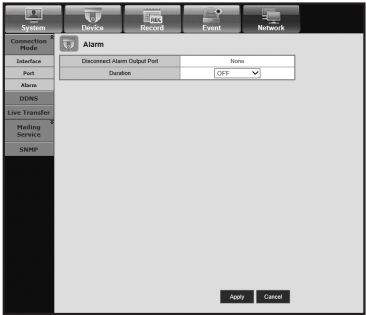 System Device Record Event Network
REC
Connection Mode
Interface
Port
Alarm
DDNS
Live Transfer
Mailing Service
SNMP
Alarm
Disconnect Alarm Output Port None
Duration OFF
Apply Cancel